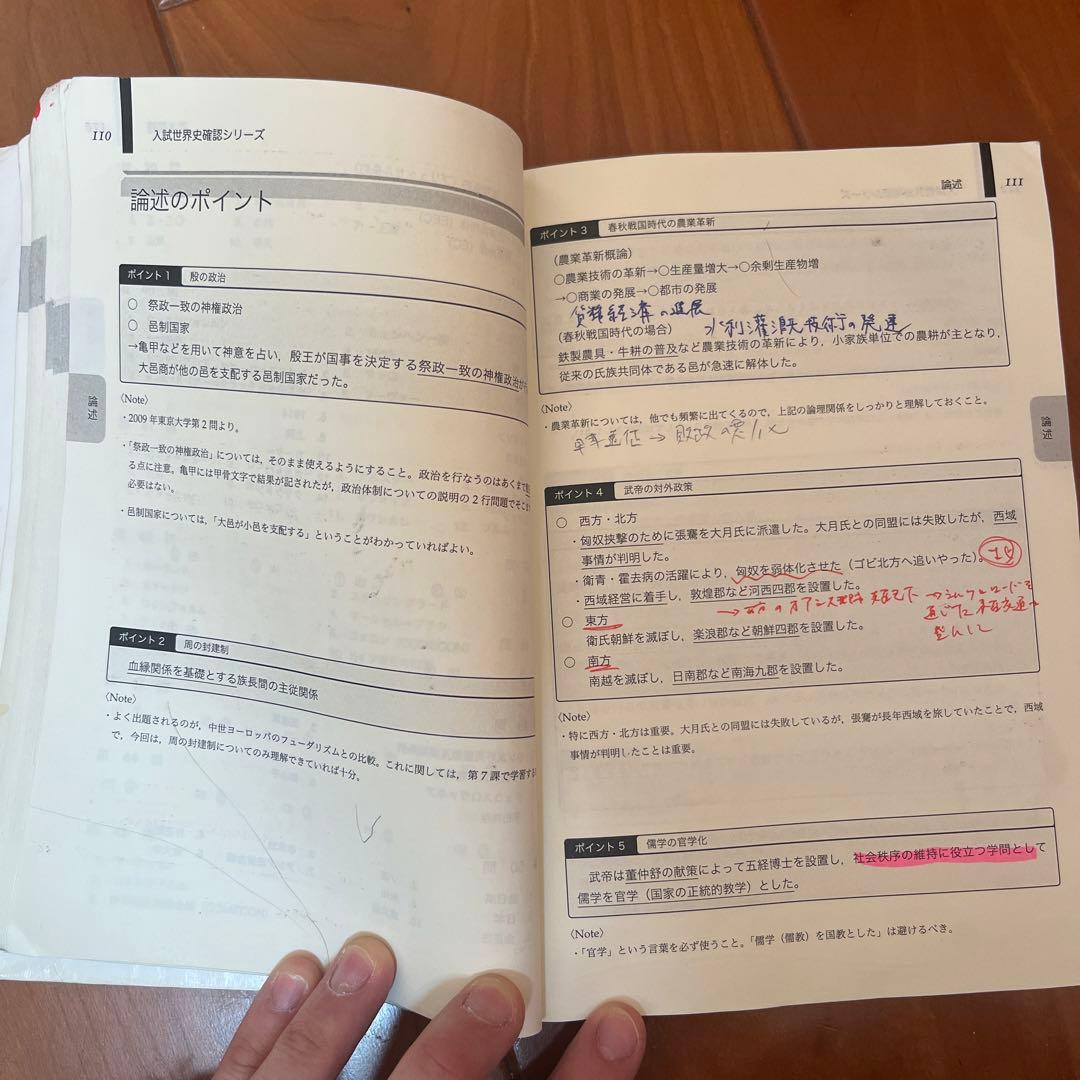 110
入試世界史確認シリーズ
論述のポイント
ポイント 1 殷の政治
○ 祭政一致の神権政治
○ 邑制国家
→亀甲などを用いて神意を占い，殷王が国事を決定する祭政一致の神権政治が
大邑商が他の邑を支配する邑制国家だった。
〈Note〉
・2009 年東京大学第 2 問より。
・「祭政一致の神権政治」については，そのまま使えるようにすること。政治を行なうのはあくまで
る点に注意。亀甲には甲骨文字で結果が記されたが，政治体制についての説明の 2 行問題でそこま
必要はない。
・邑制国家については，「大邑が小邑を支配する」ということがわかっていればよい。
論述
ポイント 2 周の封建制
血縁関係を基礎とする族長間の主従関係
〈Note〉
・よく出題されるのが，中世ヨーロッパのフューダリズムとの比較。これに関しては，第 7 課で学習する
で，今回は，周の封建制についてのみ理解できていれば十分。
論述 111
ポイント 3 春秋戦国時代の農業革新
（農業革新概論）
○農業技術の革新→○生産量増大→○余剰生産物増
→○商業の発展→○都市の発展
貨幣経済の進展
（春秋戦国時代の場合） 水利灌漑技術の発達
鉄製農具・牛耕の普及など農業技術の革新により，小家族単位での農耕が主となり，
従来の氏族共同体である邑が急速に解体した。
〈Note〉
・農業革新については，他でも頻繁に出てくるので，上記の論理関係をしっかりと理解しておくこと。
論述
ポイント 4 武帝の対外政策
○ 西方・北方
・匈奴挟撃のために張騫を大月氏に派遣した。大月氏との同盟には失敗したが，西域
事情が判明した。
・衛青・霍去病の活躍により，匈奴を弱体化させた（ゴビ北方へ追いやった）。
・西域経営に着手し，敦煌郡など河西四郡を設置した。
○ 東方
衛氏朝鮮を滅ぼし，楽浪郡など朝鮮四郡を設置した。
○ 南方
南越を滅ぼし，日南郡など南海九郡を設置した。
〈Note〉
・特に西方・北方は重要。大月氏との同盟には失敗しているが，張騫が長年西域を旅していたことで，西域
事情が判明したことは重要。
ポイント 5 儒学の官学化
武帝は董仲舒の献策によって五経博士を設置し，社会秩序の維持に役立つ学問として
儒学を官学（国家の正統的教学）とした。
〈Note〉
・「官学」という言葉を必ず使うこと。「儒学（儒教）を国教とした」は避けるべき。